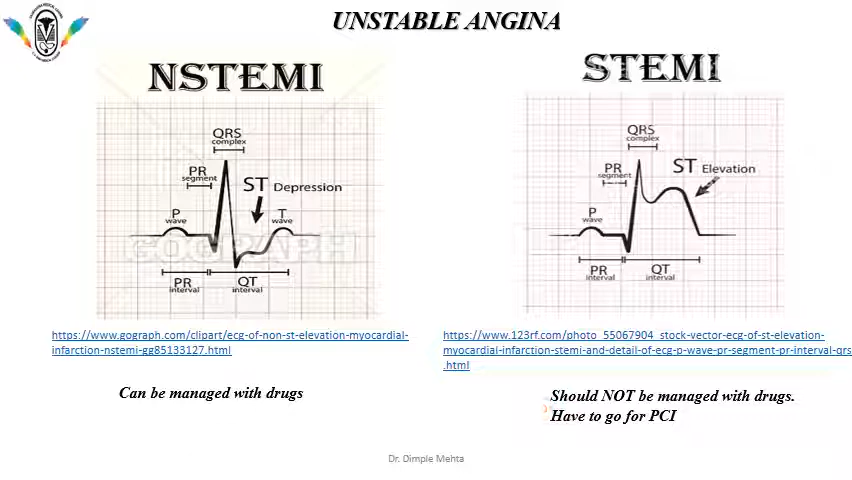 UNSTABLE ANGINA
NSTEMI
QRS
complex
PR
segment
ST Depression
P
wave
T
wave
GOGRAPH
PR
interval
QT
interval
https://www.gograph.com/clipart/ecg-of-non-st-elevation-myocardial-
infarction-nstemi-gg85133127.html
Can be managed with drugs
STEMI
QRS
complex
PR
segment
ST Elevation
P
wave
PR
interval
QT
interval
https://www.123rf.com/photo_55067904_stock-vector-ecg-of-st-elevation-
myocardial-infarction-stemi-and-detail-of-ecg-p-wave-pr-segment-pr-interval-qrs
.html
Should NOT be managed with drugs.
Have to go for PCI
Dr. Dimple Mehta